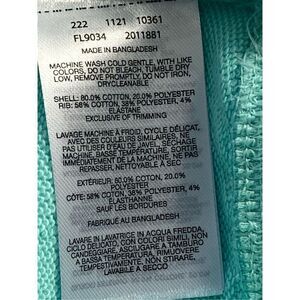 222 1121 10361
FL9034 2011881
MADE IN BANGLADESH
MACHINE WASH COLD GENTLE, WITH LIKE
COLORS, DO NOT BLEACH, TUMBLE DRY
LOW, REMOVE PROMPTLY, DO NOT IRON,
DRYCLEANABLE
SHELL: 80.0% COTTON, 20.0% POLYESTER
RIB: 58% COTTON, 38% POLYESTER, 4%
ELASTANE
EXCLUSIVE OF TRIMMING
LAVAGE MACHINE À FROID, CYCLE DÉLICAT,
AVEC DES COULEURS SIMILAIRES, NE
PAS UTILISER D'EAU DE JAVEL, SÉCHAGE
MACHINE, BASSE TEMPÉRATURE, SORTIR
IMMÉDIATEMENT DE LA MACHINE, NE PAS
REPASSER, NETTOYAGE À SEC
EXTÉRIEUR: 80.0% COTON, 20.0%
POLYESTER
CÔTE: 58% COTON, 38% POLYESTER, 4%
ÉLASTHANNE
SAUF LES BORDURES
FABRIQUÉ AU BANGLADESH
LAVARE IN LAVATRICE IN ACQUA FREDDA,
CICLO DELICATO, CON COLORI SIMILI, NON
CANDEGGIARE, ASCIUGARE A TAMBURO
A BASSA TEMPERATURA, RIMUOVERE
TEMPESTIVAMENTE, NON STIRARE,
LAVABILE A SECCO